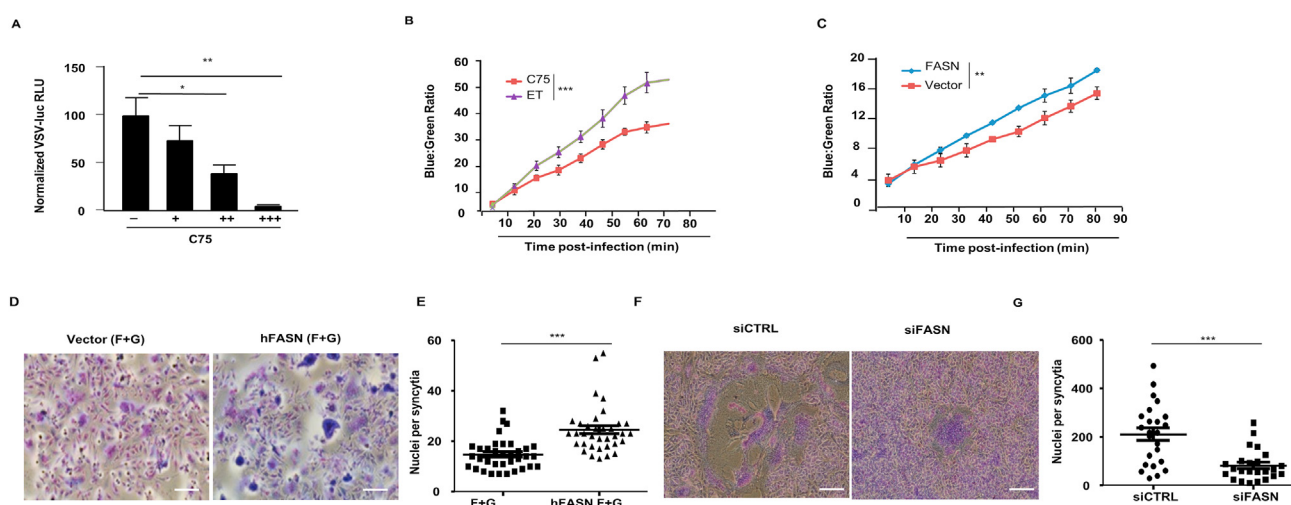 A
Normalized VSV-luc RLU
150
100
50
0
**
*
– + ++ +++
C75
B
Blue:Green Ratio
60
50
40
30
20
10
0
C75
ET
***
10 20 30 40 50 60 70 80
Time post-infection (min)
C
Blue:Green Ratio
20
16
12
8
4
0
FASN
Vector
**
10 20 30 40 50 60 70 80 90
Time post-infection (min)
D
Vector (F+G) hFASN (F+G)
E
Nuclei per syncytia
60
40
20
0
***
F+G hFASN F+G
F
siCTRL siFASN
G
Nuclei per syncytia
600
400
200
0
***
siCTRL siFASN